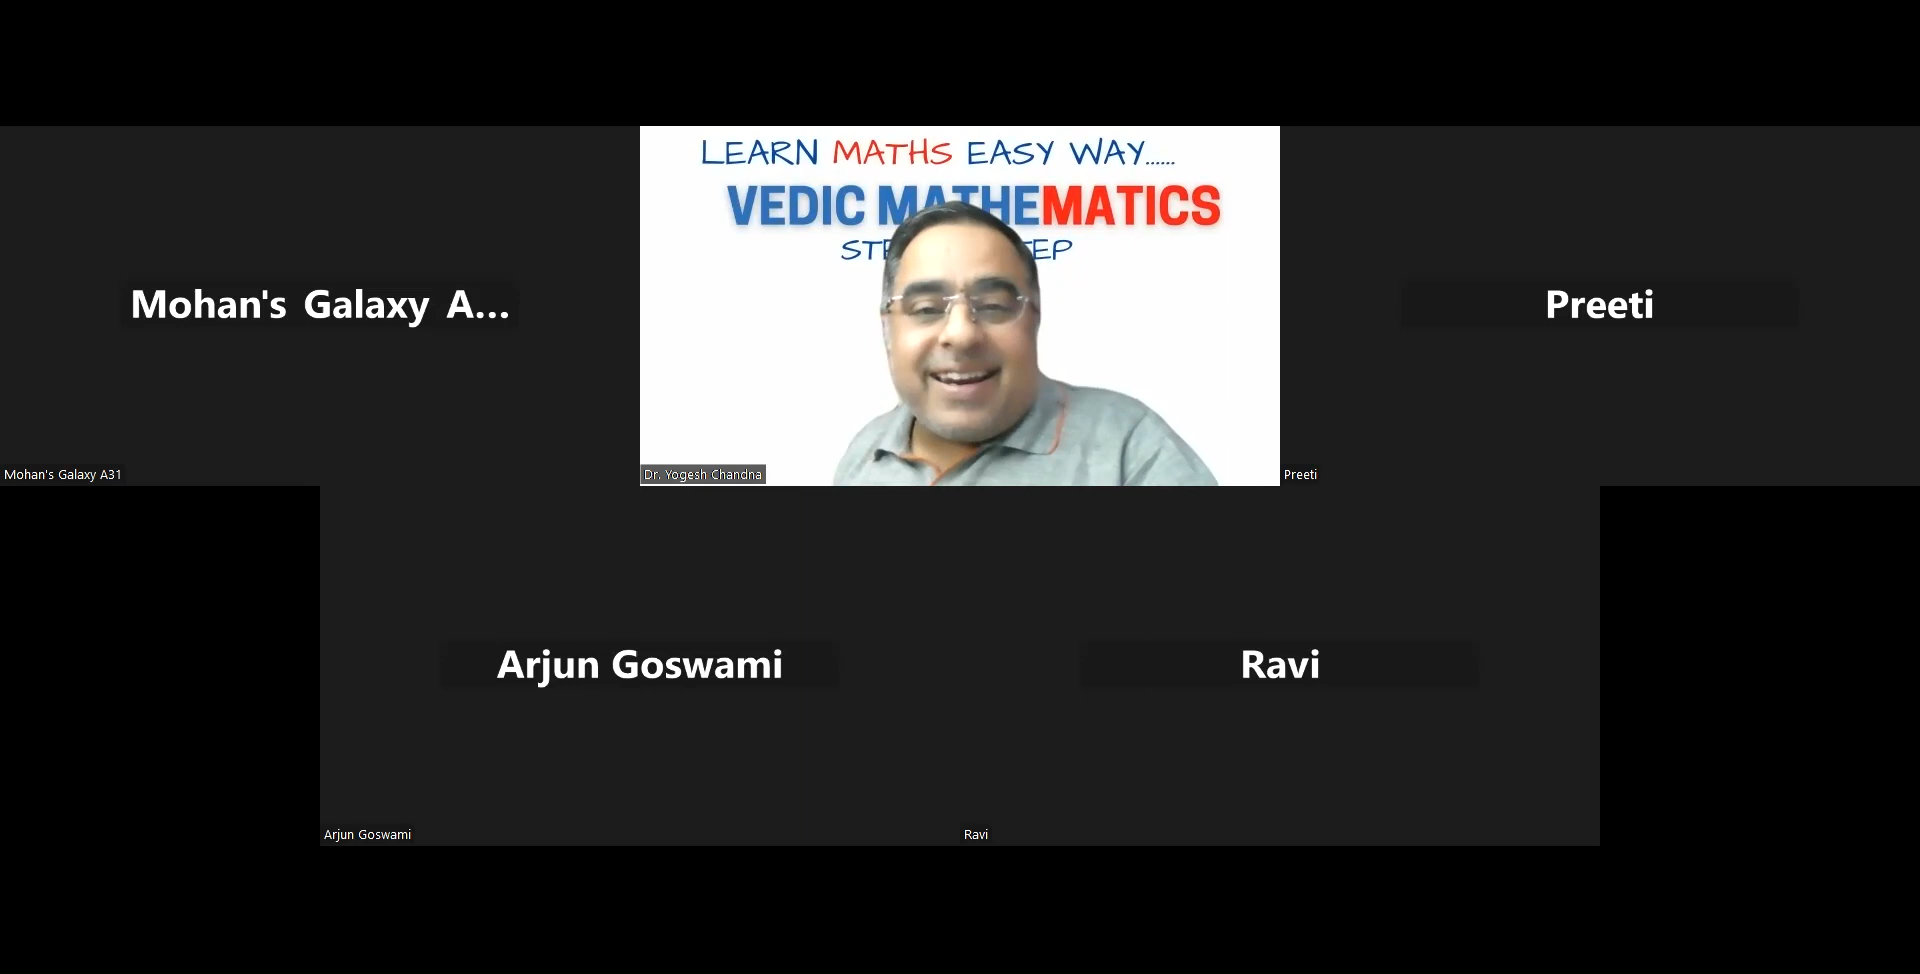 LEARN MATHS EASY WAY......
VEDIC MATHEMATICS
Mohan's Galaxy A...
Preeti
Mohan's Galaxy A31
Dr. Yogesh Chandna
Preeti
Arjun Goswami
Ravi
Arjun Goswami
Ravi